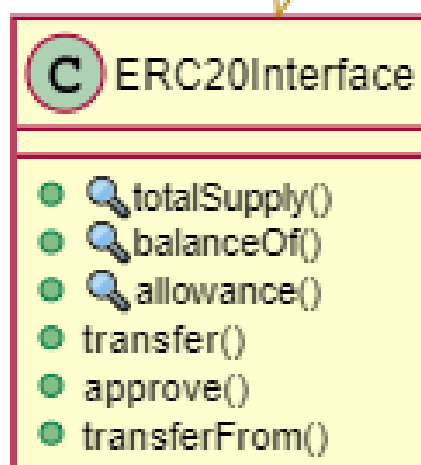 C ERC20Interface
totalSupply()
balanceOf()
allowance()
transfer()
approve()
transferFrom()